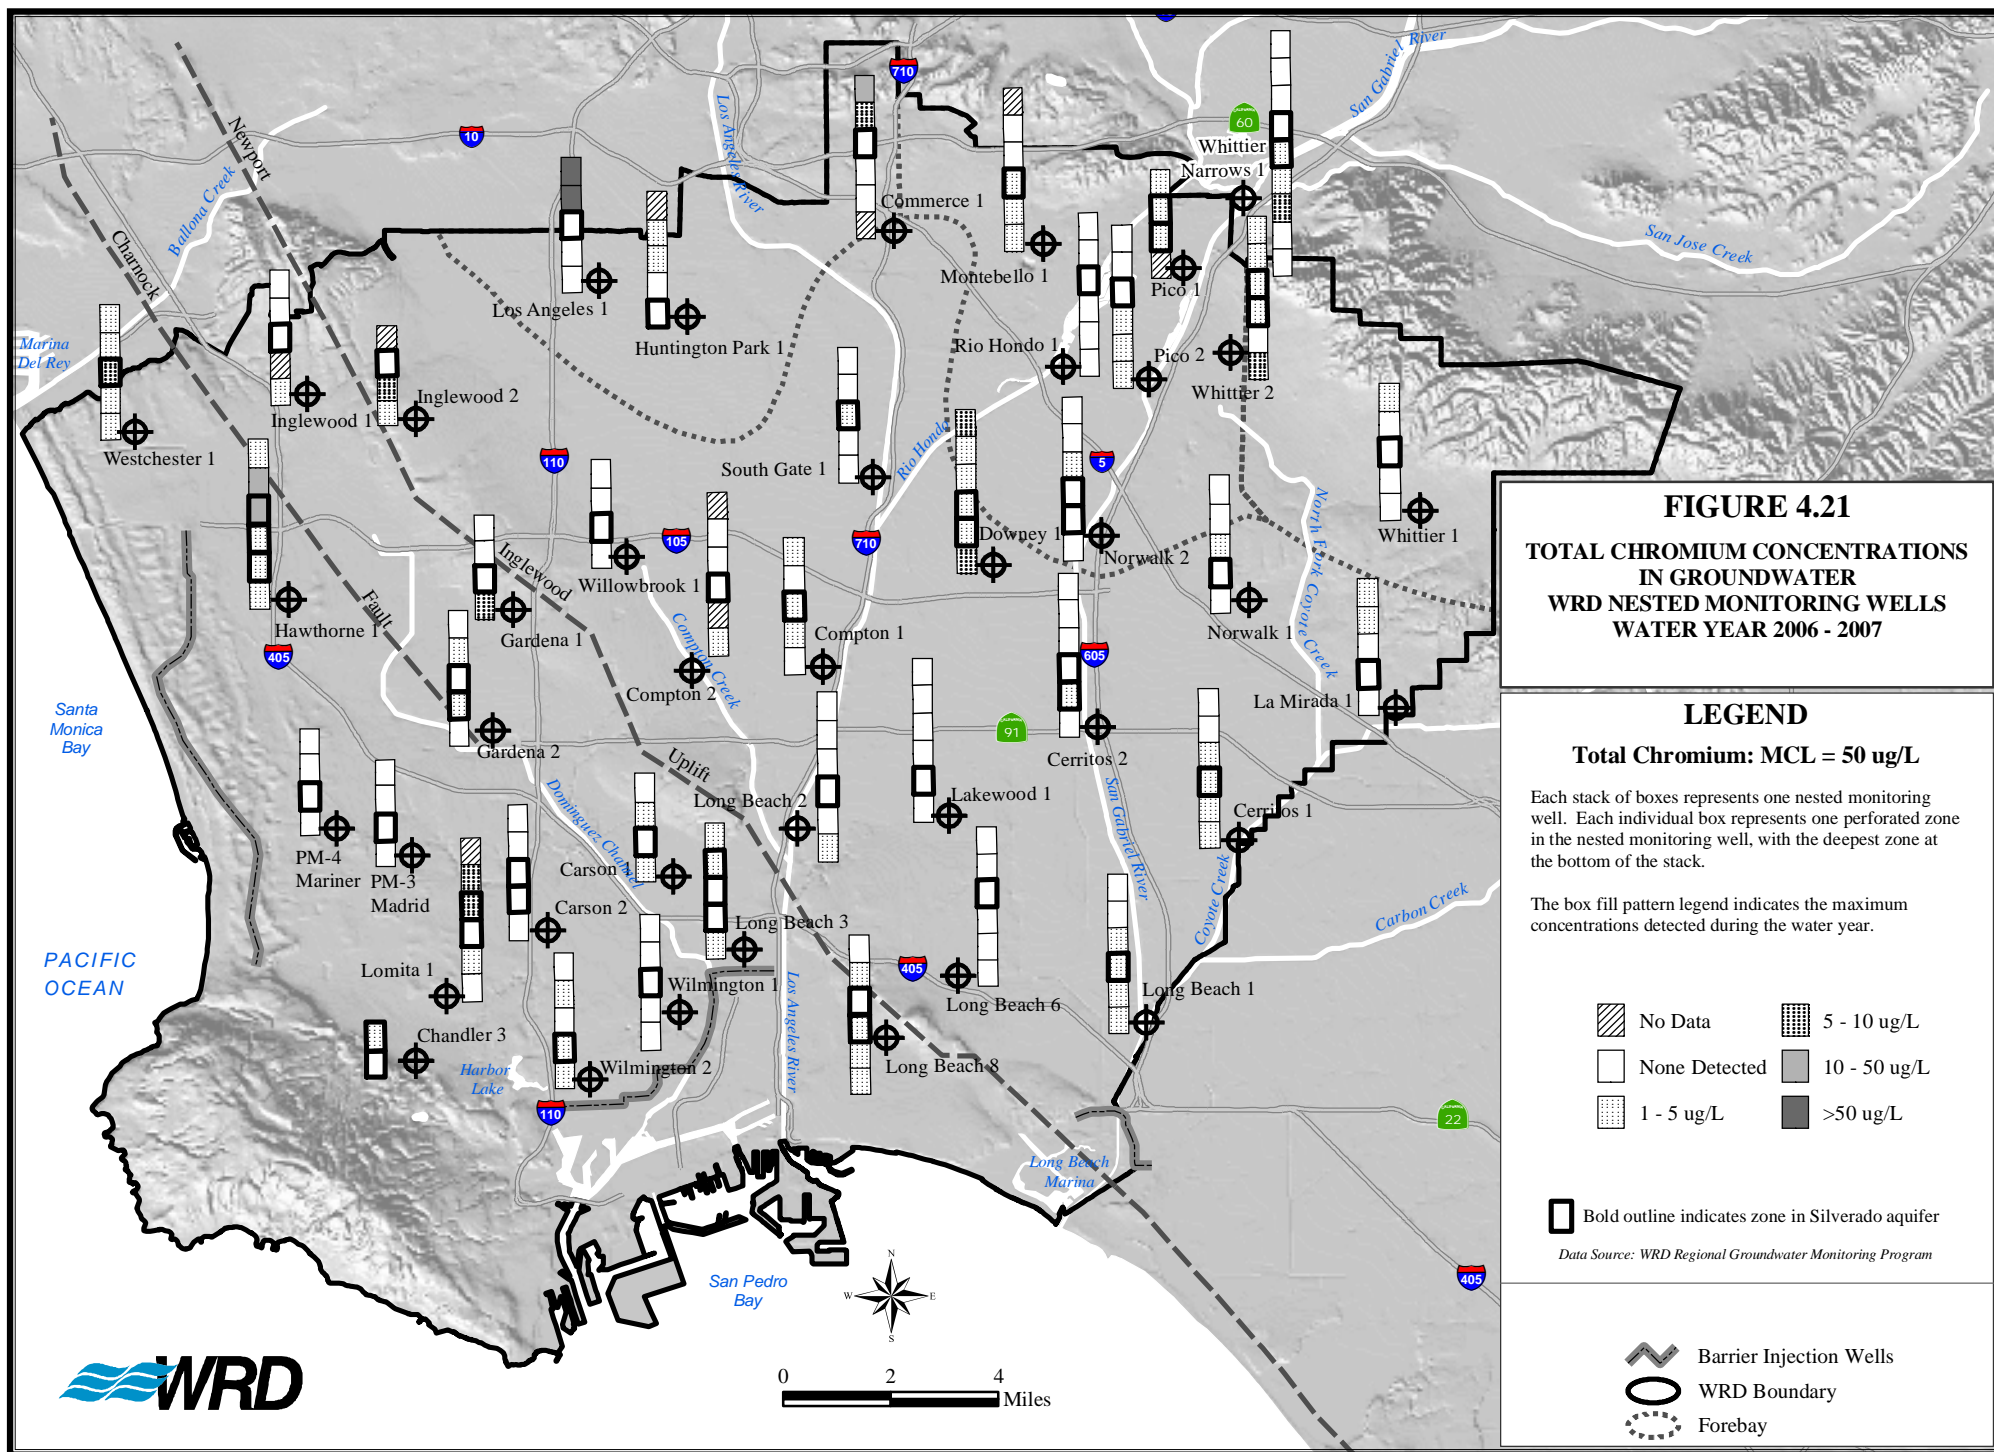 FIGURE 4.21
TOTAL CHROMIUM CONCENTRATIONS
IN GROUNDWATER
WRD NESTED MONITORING WELLS
WATER YEAR 2006 - 2007
LEGEND
Total Chromium: MCL = 50 ug/L
Each stack of boxes represents one nested monitoring
well. Each individual box represents one perforated zone
in the nested monitoring well, with the deepest zone at
the bottom of the stack.
The box fill pattern legend indicates the maximum
concentrations detected during the water year.
No Data
5 - 10 ug/L
None Detected
10 - 50 ug/L
1 - 5 ug/L
>50 ug/L
Bold outline indicates zone in Silverado aquifer
Data Source: WRD Regional Groundwater Monitoring Program
Barrier Injection Wells
WRD Boundary
Forebay
710
10
CALIFORNIA
60
Newport
Ballona Creek
Charnock
Los Angeles River
San Gabriel River
Whittier
Narrows 1
Commerce 1
Montebello 1
Pico 1
San Jose Creek
Los Angeles 1
Huntington Park 1
Marina
Del Rey
Rio Hondo 1
Pico 2
Whittier 2
Inglewood 1
Inglewood 2
Westchester 1
110
South Gate 1
Rio Hondo
5
Whittier 1
North Fork Coyote Creek
105
710
Downey 1
Norwalk 2
Inglewood
Willowbrook 1
Fault
Hawthorne 1
Gardena 1
Compton Creek
Compton 1
Norwalk 1
405
605
Compton 2
La Mirada 1
Santa
Monica
Bay
Gardena 2
CALIFORNIA
91
Cerritos 2
Uplift
Dominguez Channel
Long Beach 2
Lakewood 1
San Gabriel River
Cerritos 1
PM-4
Mariner
PM-3
Madrid
Carson 1
Carson 2
Long Beach 3
Coyote Creek
Carbon Creek
PACIFIC
OCEAN
Lomita 1
Wilmington 1
Los Angeles River
405
Long Beach 6
Long Beach 1
Chandler 3
Harbor
Lake
Wilmington 2
Long Beach 8
110
CALIFORNIA
22
Long Beach
Marina
San Pedro
Bay
405
N
W
E
S
0
2
4
Miles
WRD